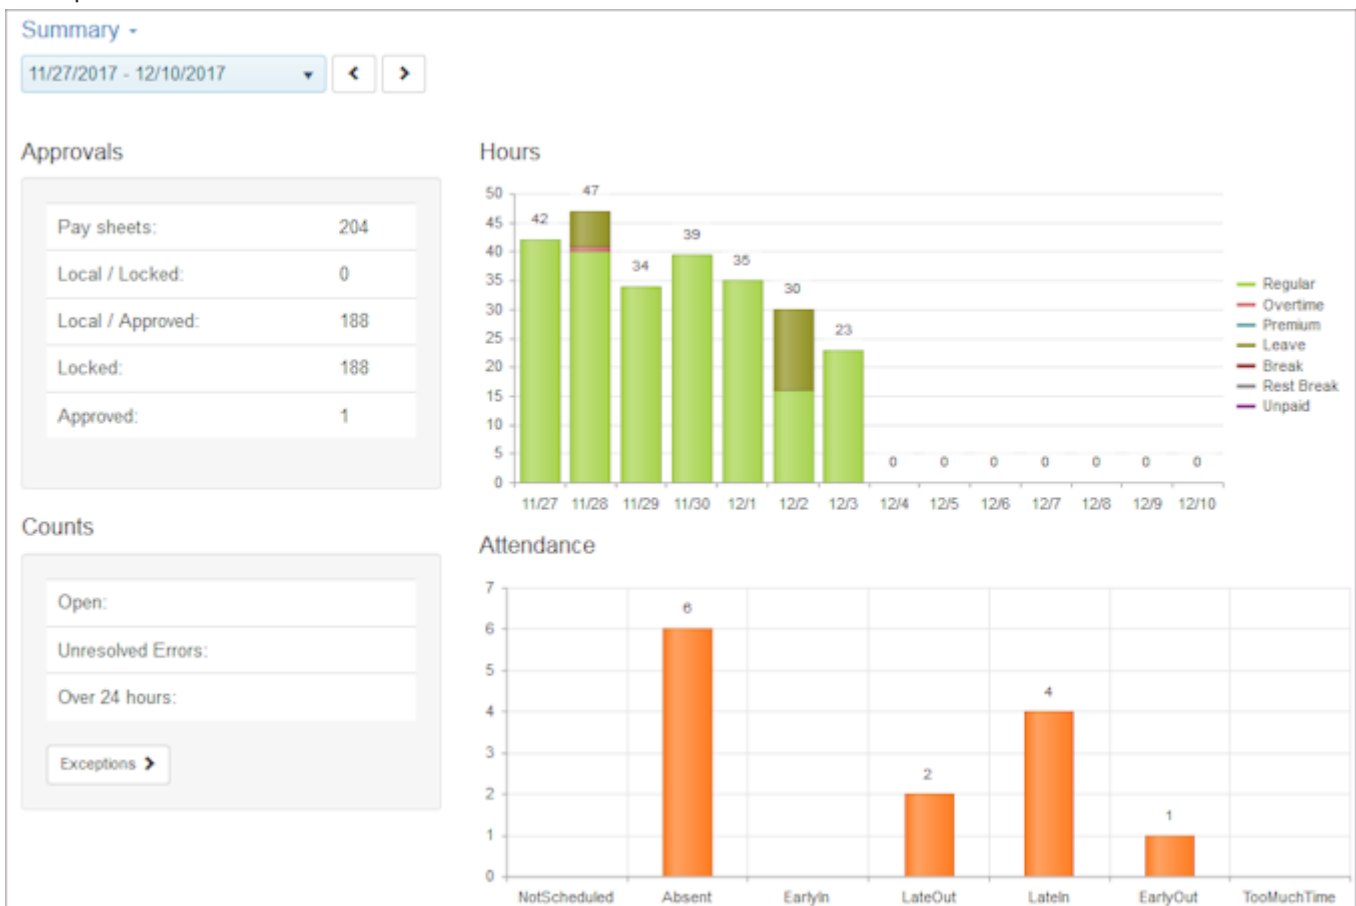 Summary
11/27/2017 - 12/10/2017
Approvals
Pay sheets: 204
Local / Locked: 0
Local / Approved: 188
Locked: 188
Approved: 1
Counts
Open:
Unresolved Errors:
Over 24 hours:
Exceptions
Hours
50
45
40
35
30
25
20
15
10
5
0
42 47 34 39 35 30 23 0 0 0 0 0 0 0
11/27 11/28 11/29 11/30 12/1 12/2 12/3 12/4 12/5 12/6 12/7 12/8 12/9 12/10
Regular
Overtime
Premium
Leave
Break
Rest Break
Unpaid
Attendance
7
6
5
4
3
2
1
0
6 2 4 1
NotScheduled Absent EarlyIn LateOut LateIn EarlyOut TooMuchTime